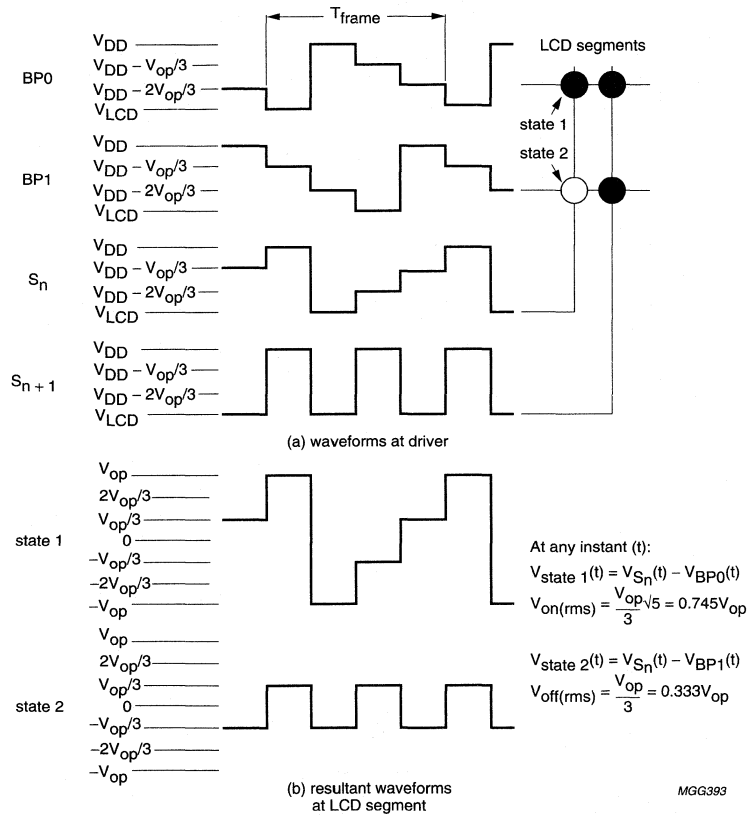 Tframe
BP0
VDD
VDD − Vop/3
VDD − 2Vop/3
VLCD
LCD segments
state 1
state 2
BP1
VDD
VDD − Vop/3
VDD − 2Vop/3
VLCD
Sn
VDD
VDD − Vop/3
VDD − 2Vop/3
VLCD
Sn + 1
VDD
VDD − Vop/3
VDD − 2Vop/3
VLCD
(a) waveforms at driver
state 1
Vop
2Vop/3
Vop/3
0
−Vop/3
−2Vop/3
−Vop
At any instant (t):
Vstate 1(t) = VSn(t) − VBP0(t)
Von(rms) = Vop/3 √5 = 0.745Vop
state 2
Vop
2Vop/3
Vop/3
0
−Vop/3
−2Vop/3
−Vop
Vstate 2(t) = VSn(t) − VBP1(t)
Voff(rms) = Vop/3 = 0.333Vop
(b) resultant waveforms
at LCD segment
MGG393